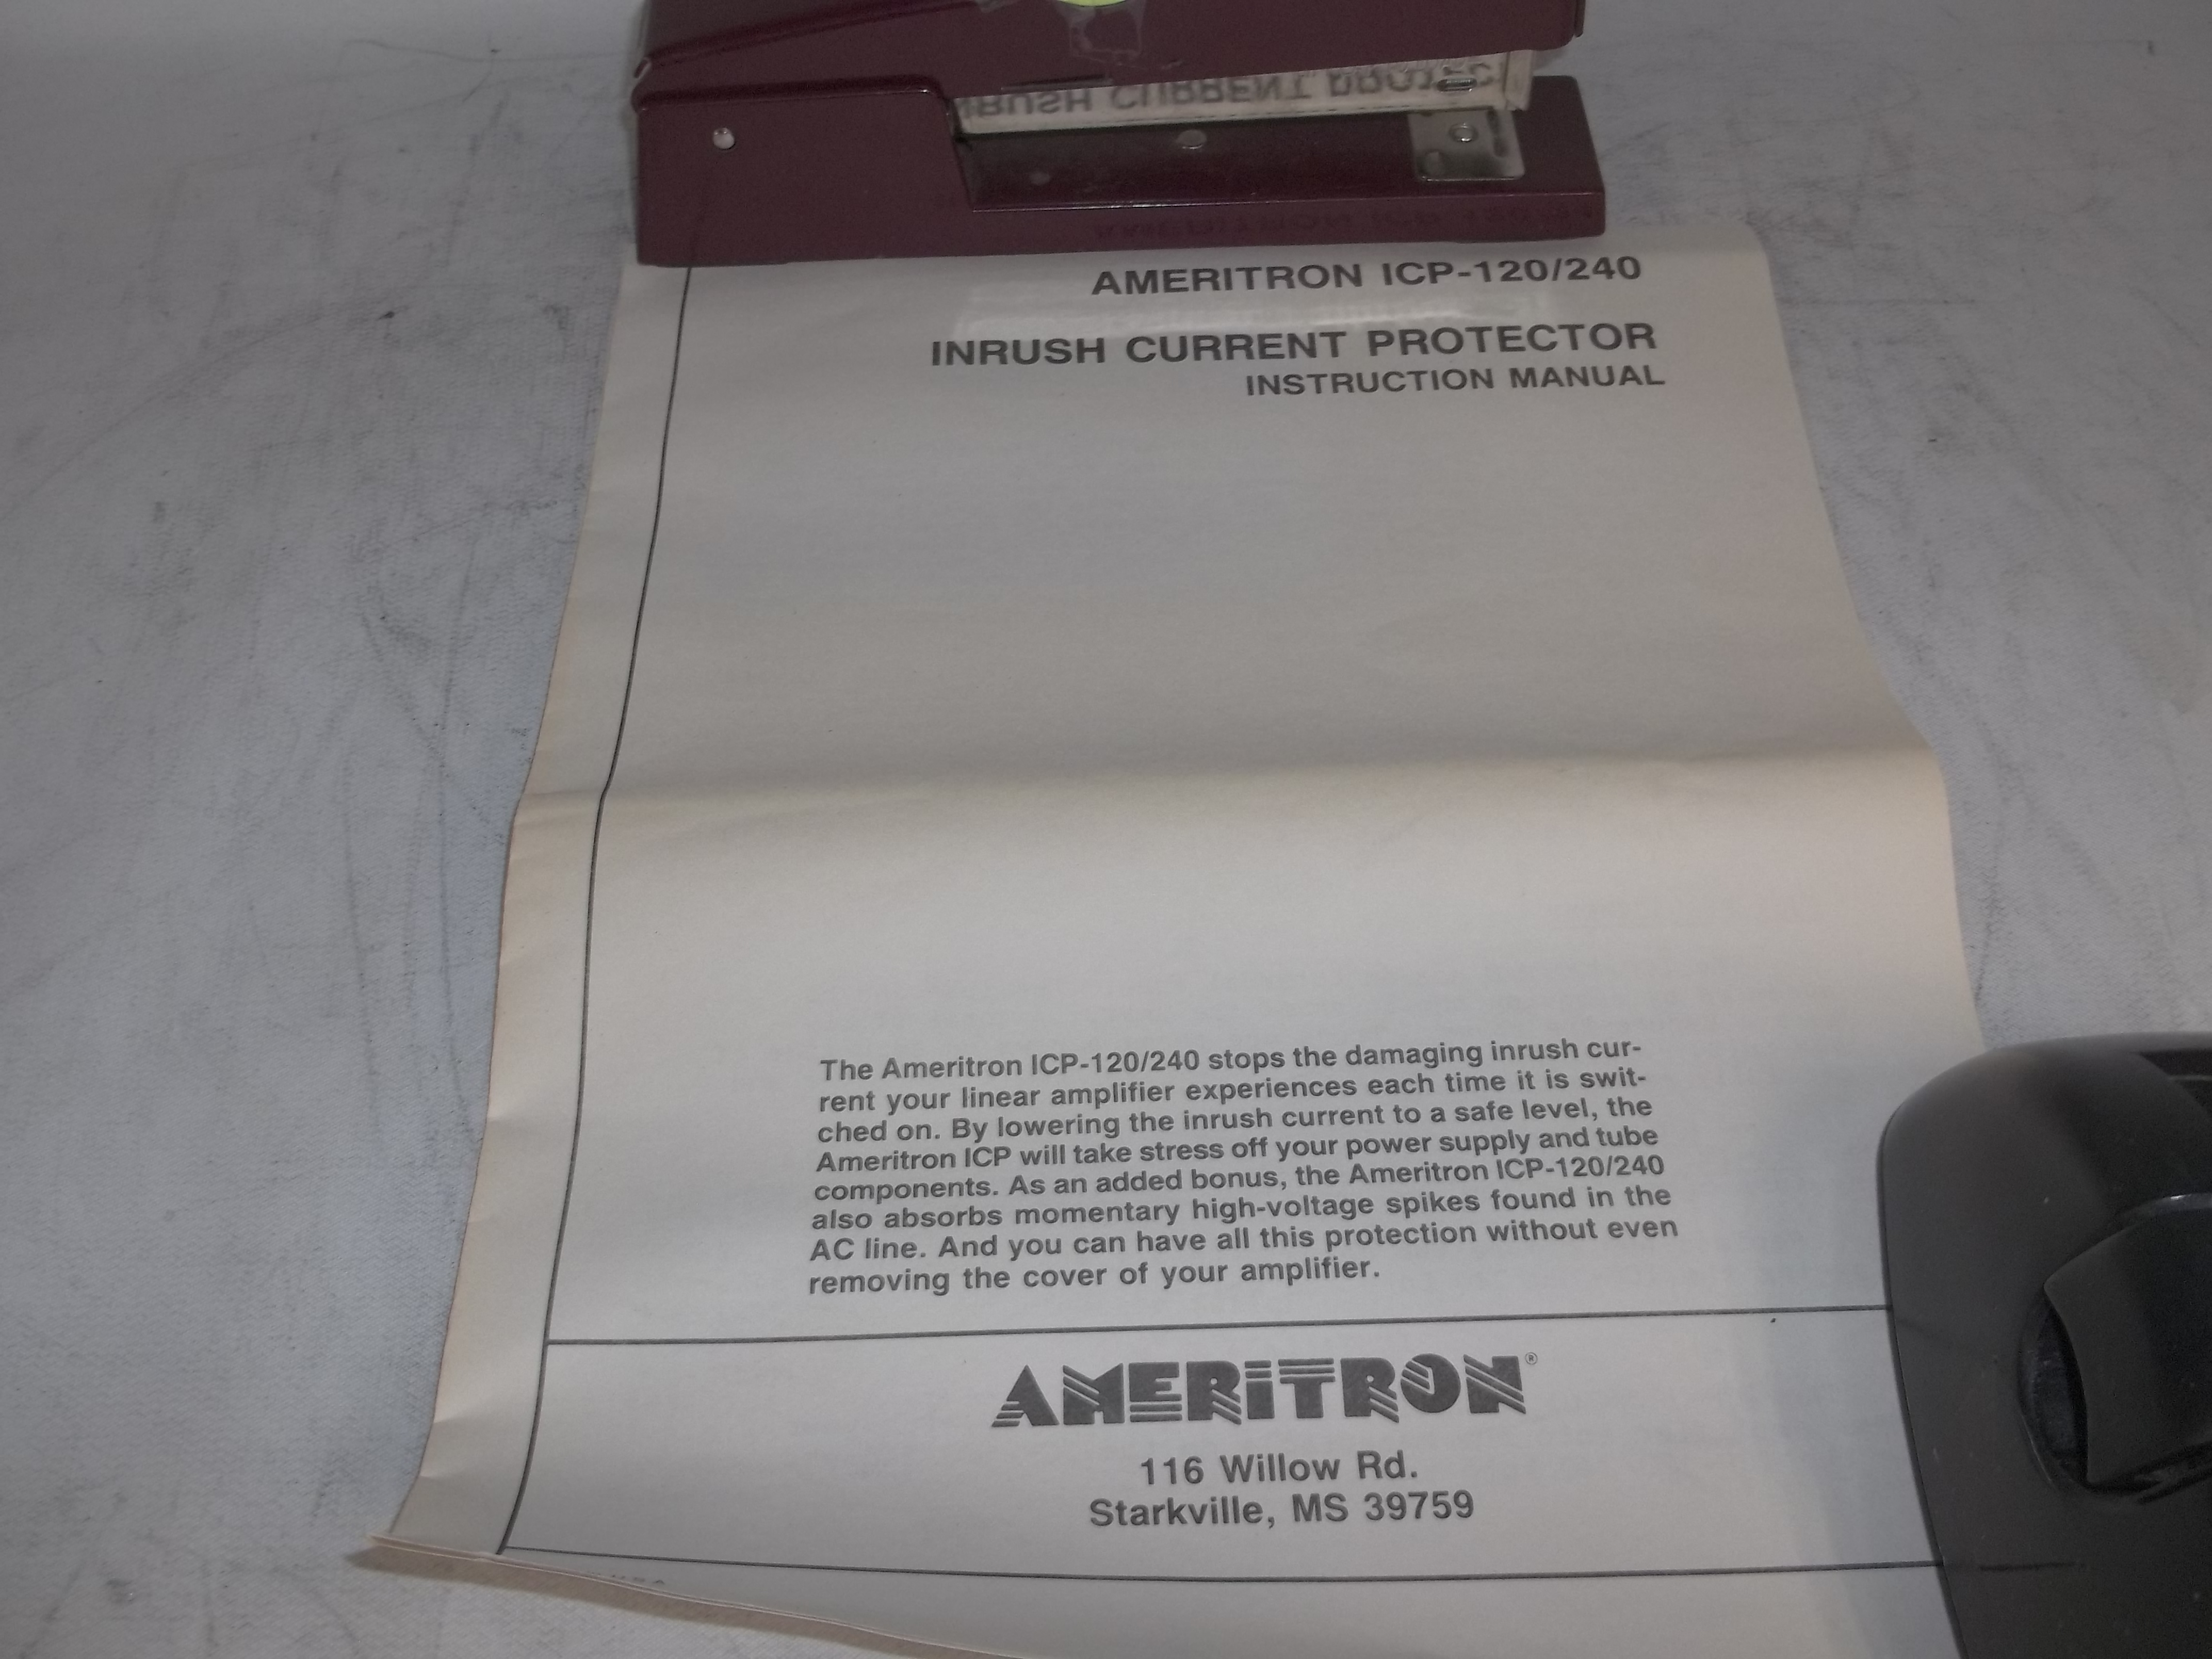 AMERITRON ICP-120/240
INRUSH CURRENT PROTECTOR
INSTRUCTION MANUAL
The Ameritron ICP-120/240 stops the damaging inrush cur-
rent your linear amplifier experiences each time it is swit-
ched on. By lowering the inrush current to a safe level, the
Ameritron ICP will take stress off your power supply and tube
components. As an added bonus, the Ameritron ICP-120/240
also absorbs momentary high-voltage spikes found in the
AC line. And you can have all this protection without even
removing the cover of your amplifier.
AMERITRON®
116 Willow Rd.
Starkville, MS 39759